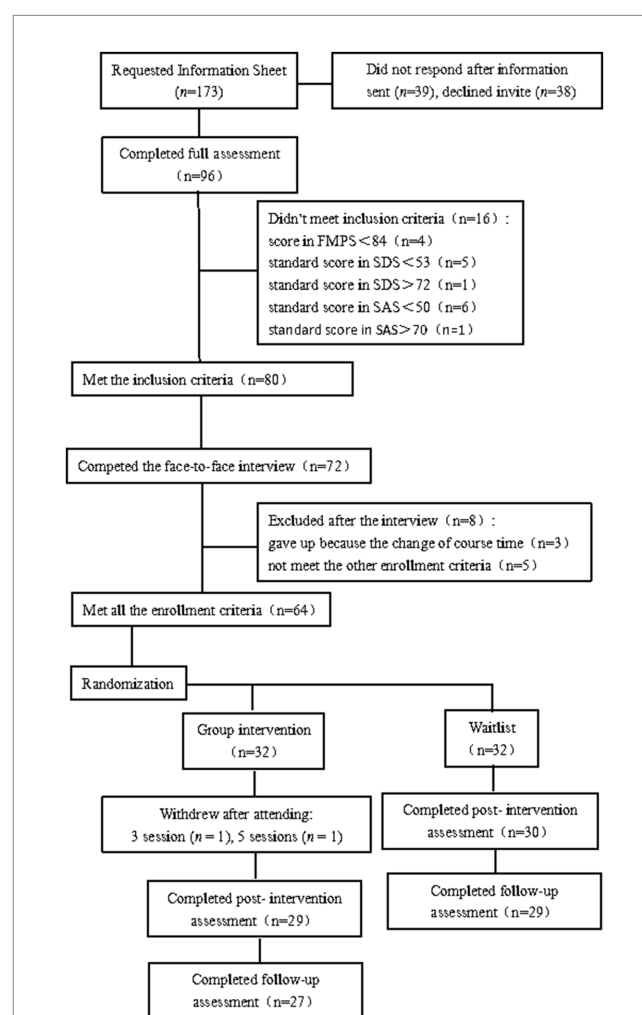 Requested Information Sheet
(n=173)
Did not respond after information
sent (n=39), declined invite (n=38)
Completed full assessment
(n=96)
Didn't meet inclusion criteria (n=16) :
score in FMPS<84 (n=4)
standard score in SDS<53 (n=5)
standard score in SDS>72 (n=1)
standard score in SAS<50 (n=6)
standard score in SAS>70 (n=1)
Met the inclusion criteria (n=80)
Competed the face-to-face interview (n=72)
Excluded after the interview (n=8) :
gave up because the change of course time (n=3)
not meet the other enrollment criteria (n=5)
Met all the enrollment criteria (n=64)
Randomization
Group intervention
(n=32)
Waitlist
(n=32)
Withdrew after attending:
3 session (n = 1), 5 sessions (n = 1)
Completed post- intervention
assessment (n=30)
Completed post- intervention
assessment (n=29)
Completed follow-up
assessment (n=29)
Completed follow-up
assessment (n=27)